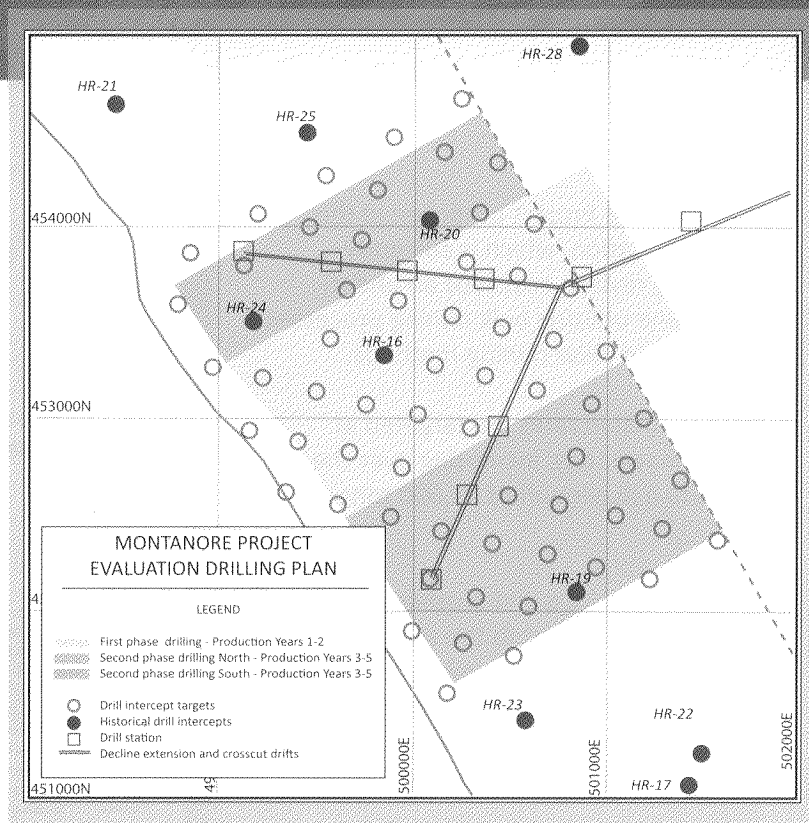 HR-28
HR-21
HR-25
454000N
HR-20
HR-24
HR-16
453000N
MONTANORE PROJECT
EVALUATION DRILLING PLAN
LEGEND
First phase drilling - Production Years 1-2
Second phase drilling North - Production Years 3-5
Second phase drilling South - Production Years 3-5
Drill intercept targets
Historical drill intercepts
Drill station
Decline extension and crosscut drifts
HR-19
HR-23
HR-22
HR-17
451000N
500000E
501000E
502000E